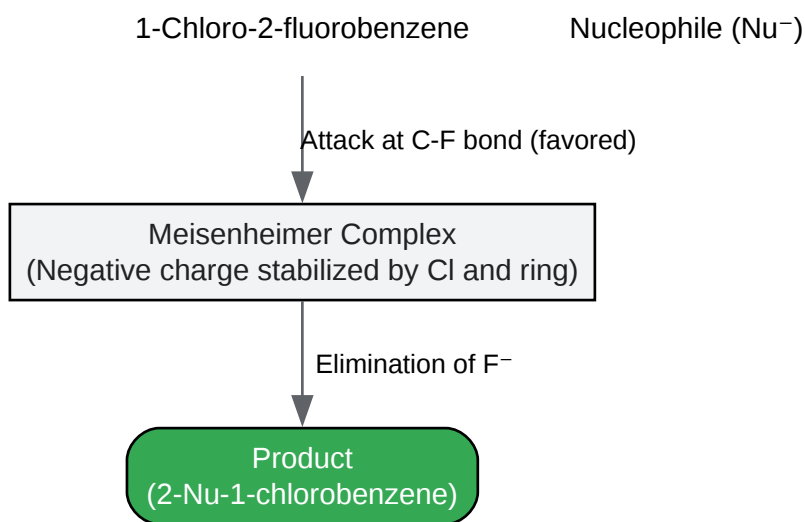 1-Chloro-2-fluorobenzene
Nucleophile (Nu⁻)
Attack at C-F bond (favored)
Meisenheimer Complex
(Negative charge stabilized by Cl and ring)
Elimination of F⁻
Product
(2-Nu-1-chlorobenzene)